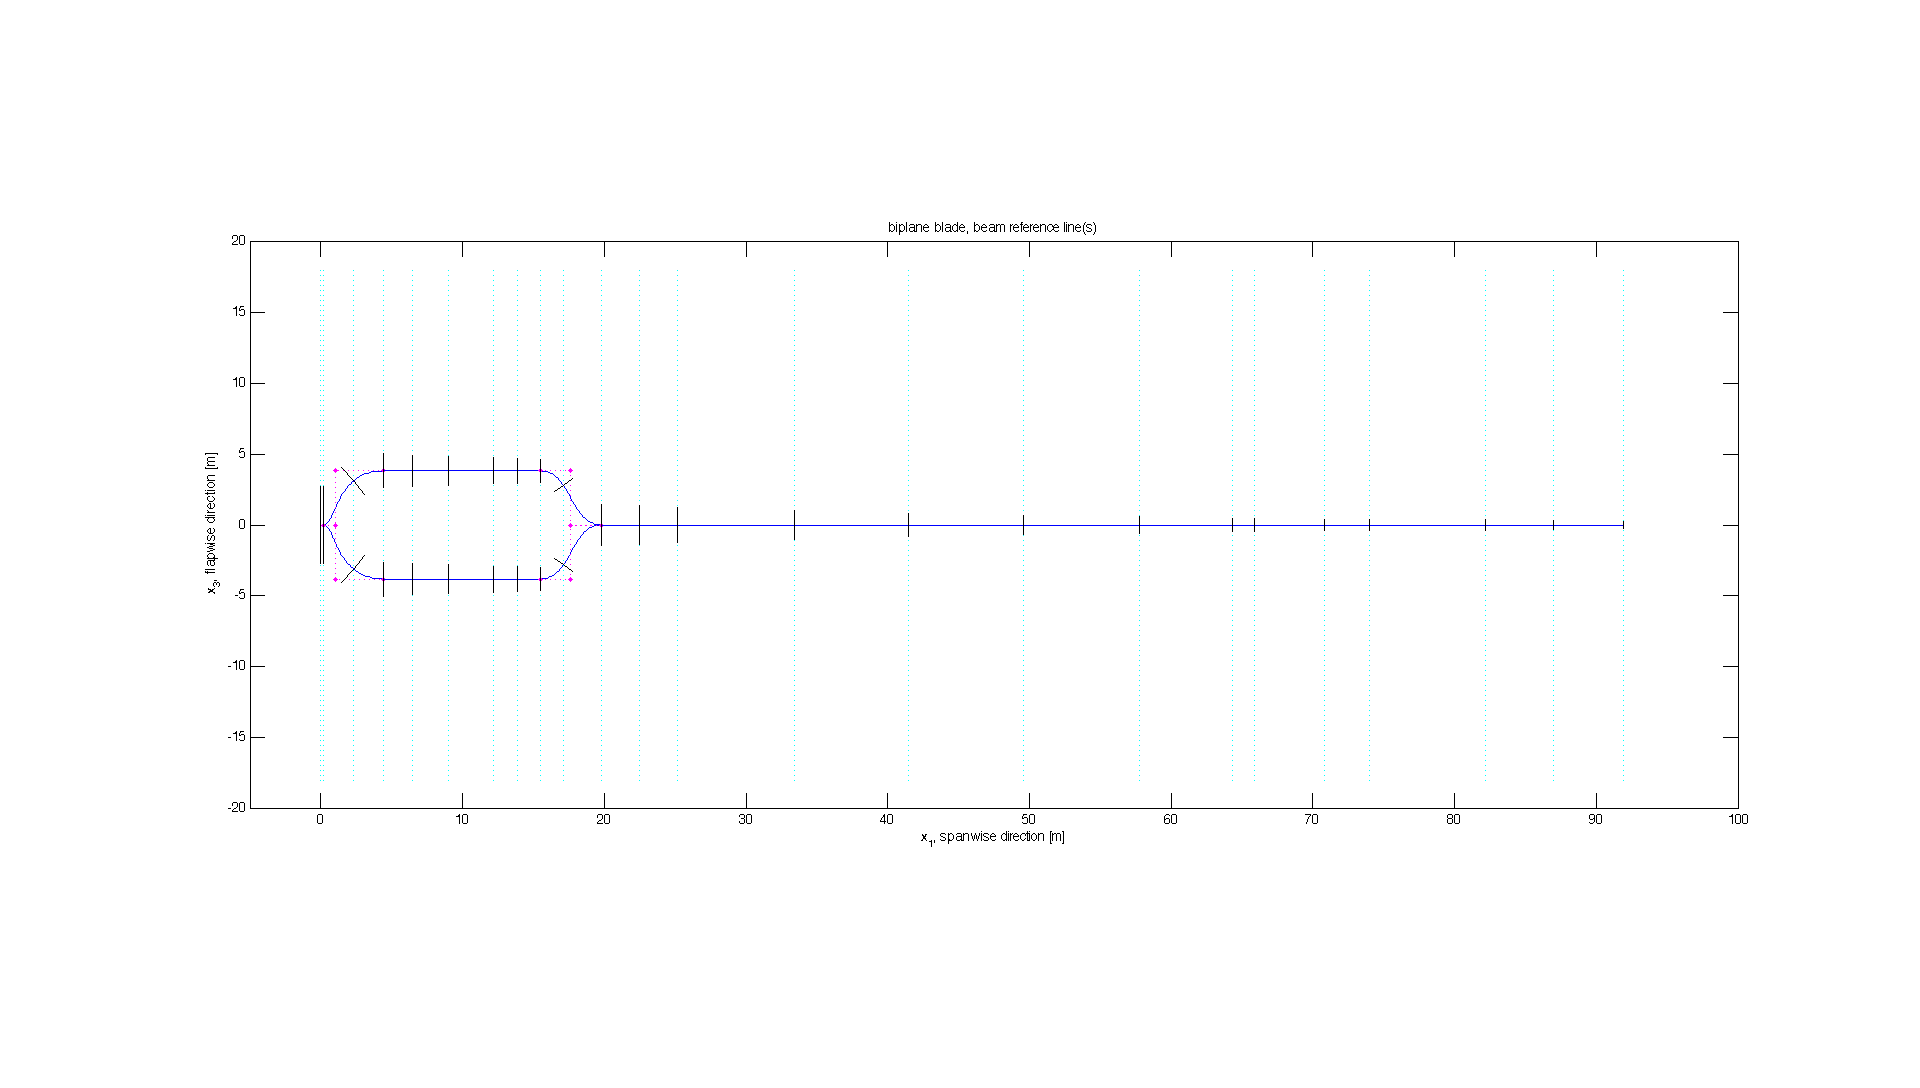 biplane blade, beam reference line(s)
20
15
10
5
0
-5
-10
-15
-20
x3, flapwise direction [m]
0 10 20 30 40 50 60 70 80 90 100
x1, spanwise direction [m]